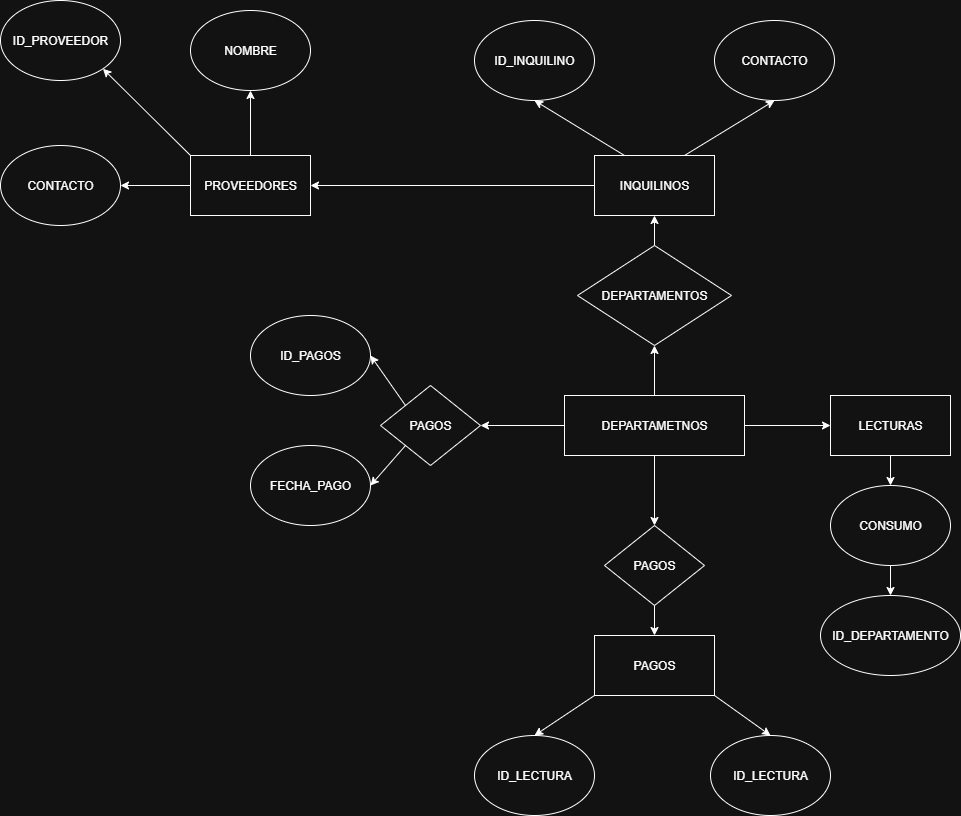 ID_PROVEEDOR
NOMBRE
ID_INQUILINO
CONTACTO
CONTACTO
PROVEEDORES
INQUILINOS
DEPARTAMENTOS
ID_PAGOS
PAGOS
DEPARTAMETNOS
LECTURAS
FECHA_PAGO
CONSUMO
PAGOS
ID_DEPARTAMENTO
PAGOS
ID_LECTURA
ID_LECTURA